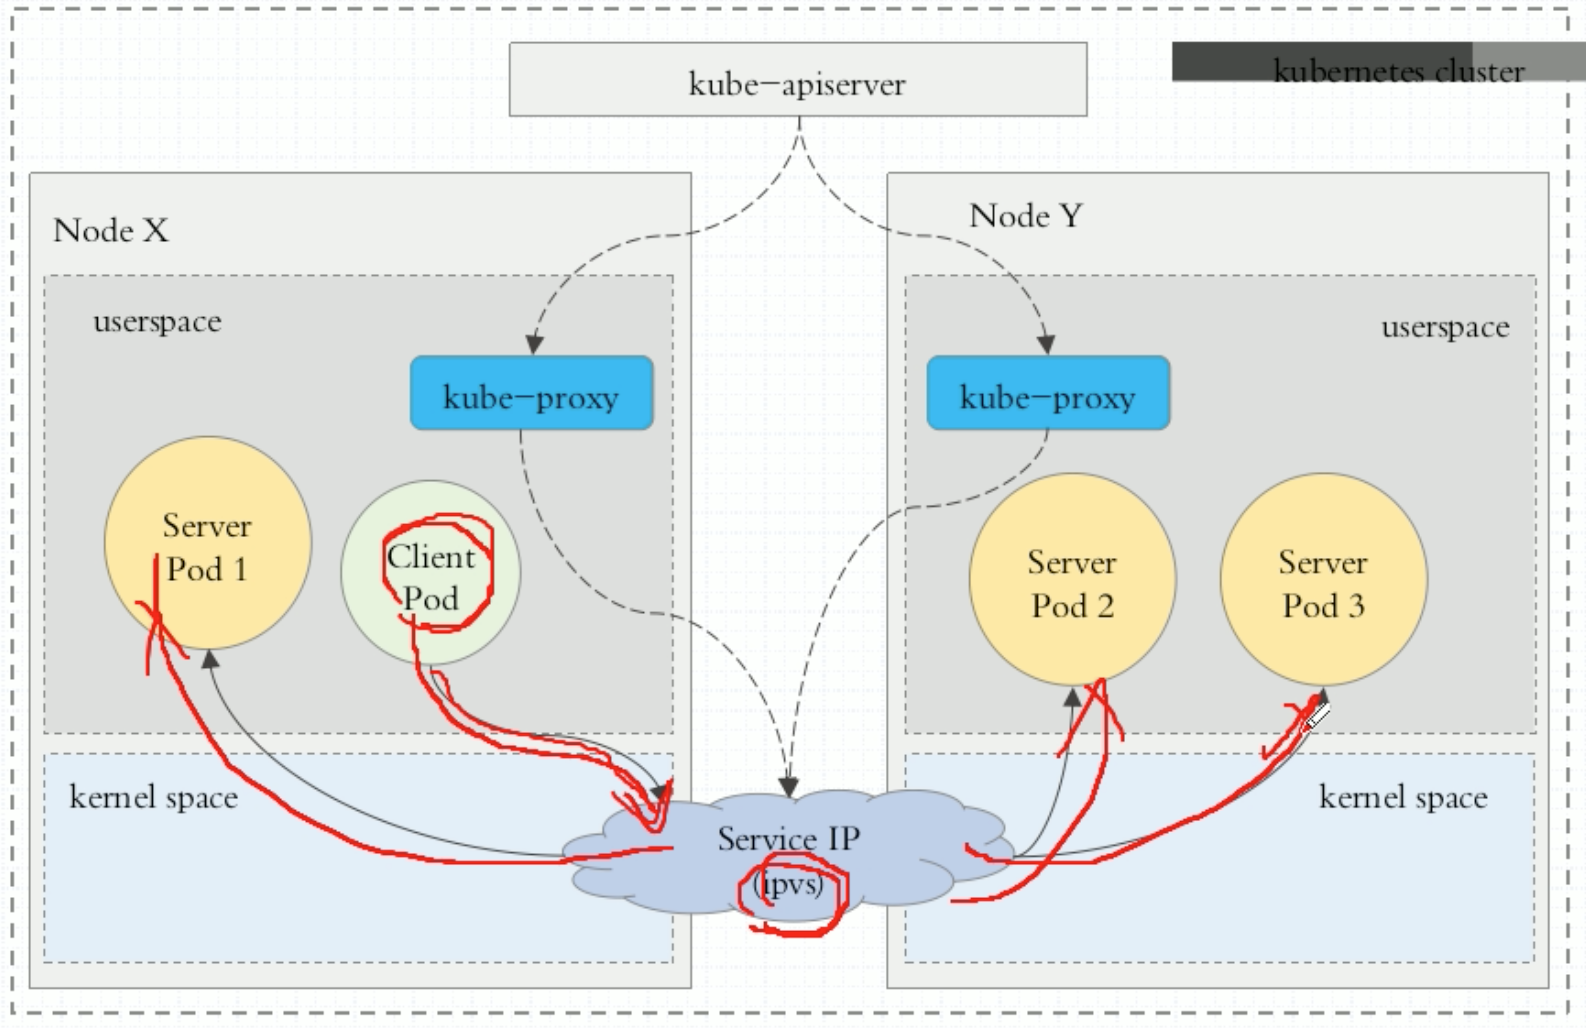 kube-apiserver
kubernetes cluster
Node X
Node Y
userspace
userspace
kube-proxy
kube-proxy
Server
Pod 1
Client
Pod
Server
Pod 2
Server
Pod 3
kernel space
kernel space
Service IP
(ipvs)